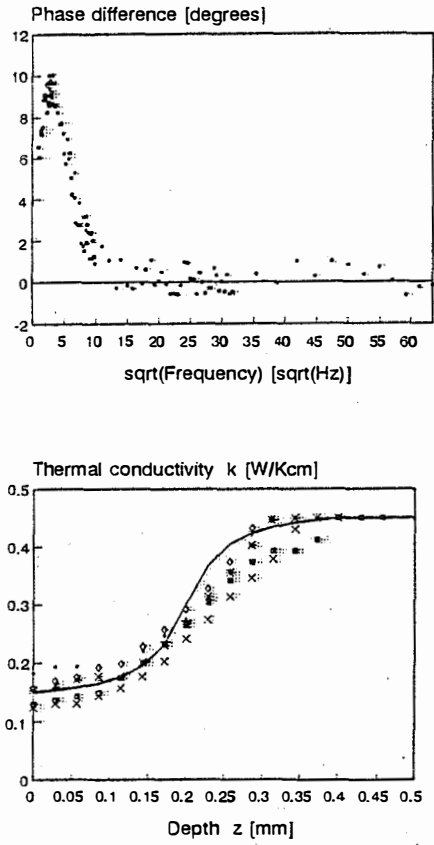 Phase difference [degrees]
12
10
8
6
4
2
0
-2
0 5 10 15 20 25 30 35 40 45 50 55 60
sqrt(Frequency) [sqrt(Hz)]
Thermal conductivity k [W/Kcm]
0.5
0.4
0.3
0.2
0.1
0
0 0.05 0.1 0.15 0.2 0.25 0.3 0.35 0.4 0.45 0.5
Depth z [mm]